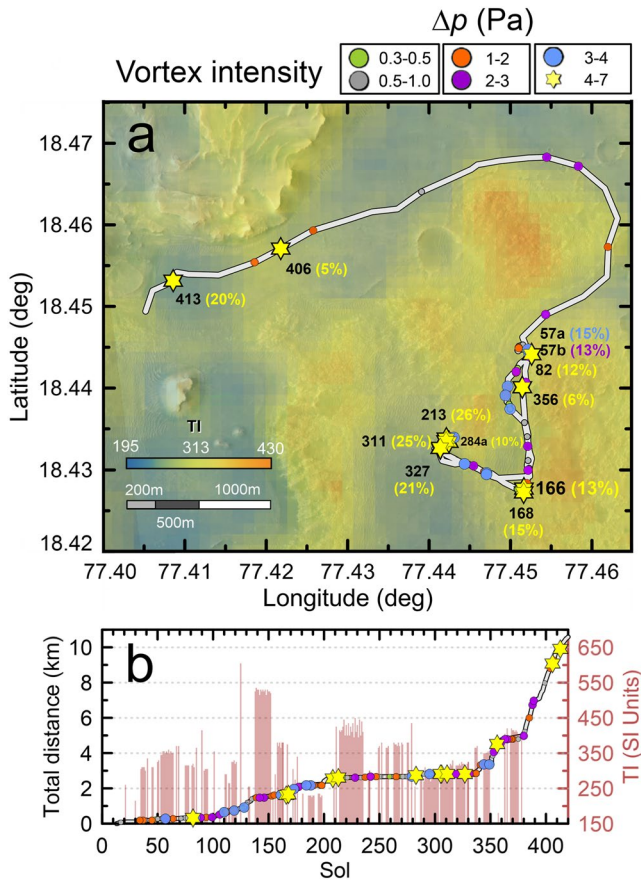 Δp (Pa)
Vortex intensity
0.3-0.5
0.5-1.0
1-2
2-3
3-4
4-7
a
18.47
18.46
18.45
18.44
18.43
18.42
Latitude (deg)
406 (5%)
413 (20%)
57a (15%)
57b (13%)
82 (12%)
356 (6%)
213 (26%)
311 (25%)
284a (10%)
327
(21%)
166 (13%)
168
(15%)
TI
195 313 430
200m 1000m
500m
77.40 77.41 77.42 77.43 77.44 77.45 77.46
Longitude (deg)
b
Total distance (km)
10
8
6
4
2
0
0 50 100 150 200 250 300 350 400
Sol
650
550
450
350
250
150
TI (SI Units)